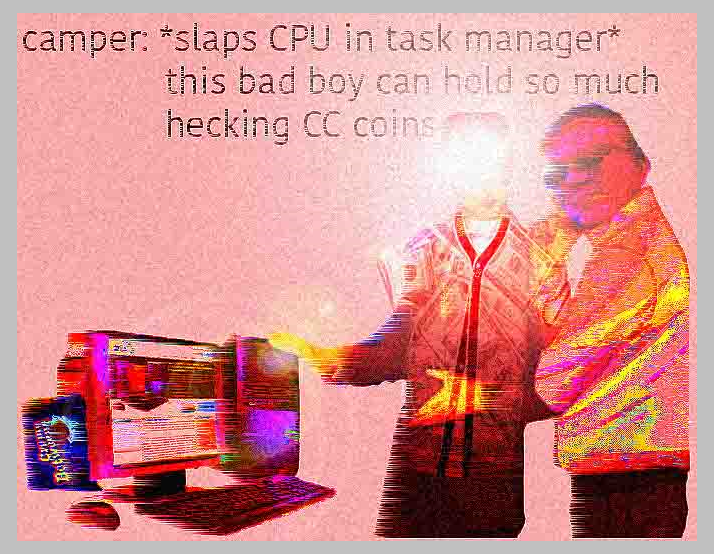 camper: *slaps CPU in task manager*
this bad boy can hold so much
hecking CC coins